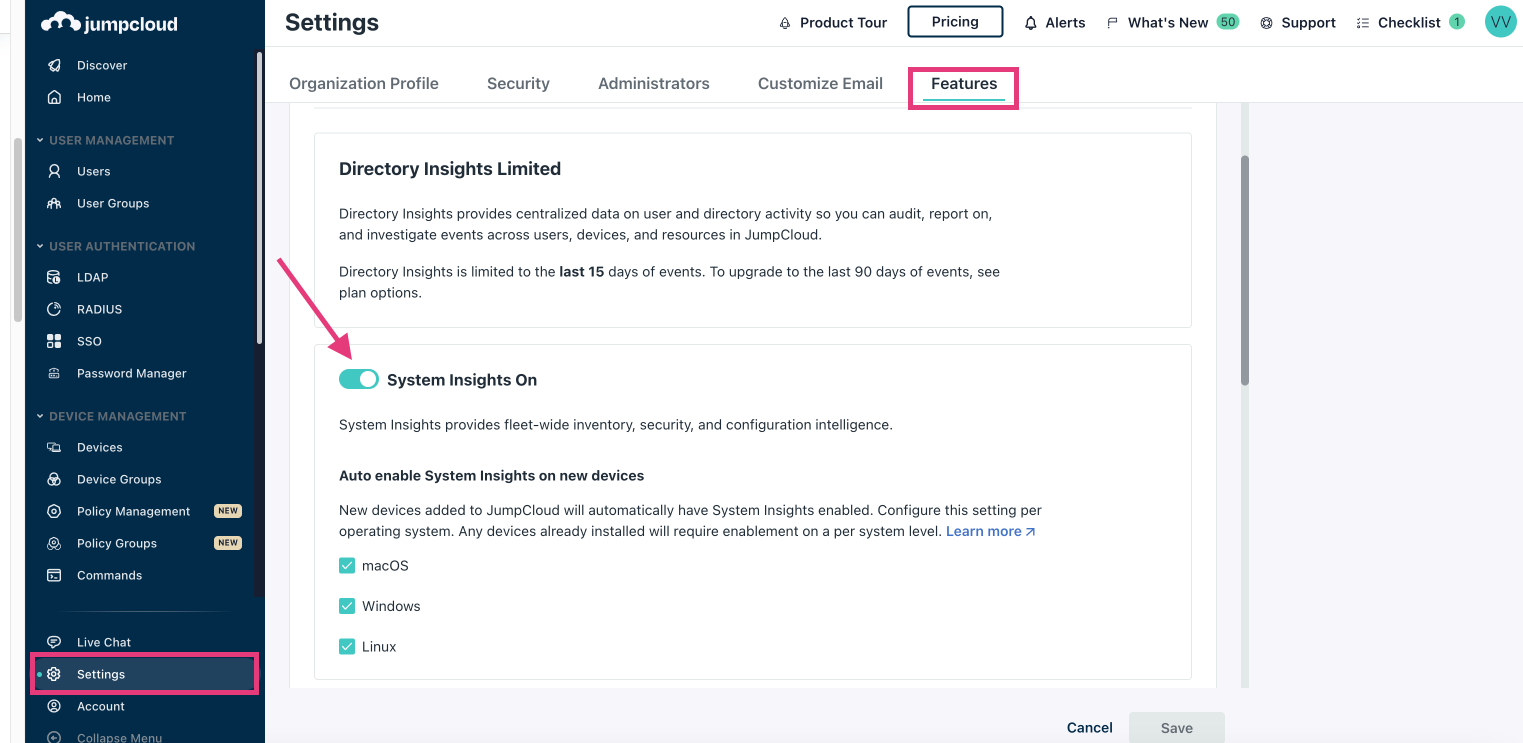 jumpcloud
Discover
Home
USER MANAGEMENT
Users
User Groups
USER AUTHENTICATION
LDAP
RADIUS
SSO
Password Manager
DEVICE MANAGEMENT
Devices
Device Groups
Policy Management NEW
Policy Groups NEW
Commands
Live Chat
Settings
Account
Collapse Menu
Settings
Product Tour
Pricing
Alerts
What's New 50
Support
Checklist 1
VV
Organization Profile
Security
Administrators
Customize Email
Features
Directory Insights Limited
Directory Insights provides centralized data on user and directory activity so you can audit, report on,
and investigate events across users, devices, and resources in JumpCloud.
Directory Insights is limited to the last 15 days of events. To upgrade to the last 90 days of events, see
plan options.
System Insights On
System Insights provides fleet-wide inventory, security, and configuration intelligence.
Auto enable System Insights on new devices
New devices added to JumpCloud will automatically have System Insights enabled. Configure this setting per
operating system. Any devices already installed will require enablement on a per system level. Learn more
macOS
Windows
Linux
Cancel
Save